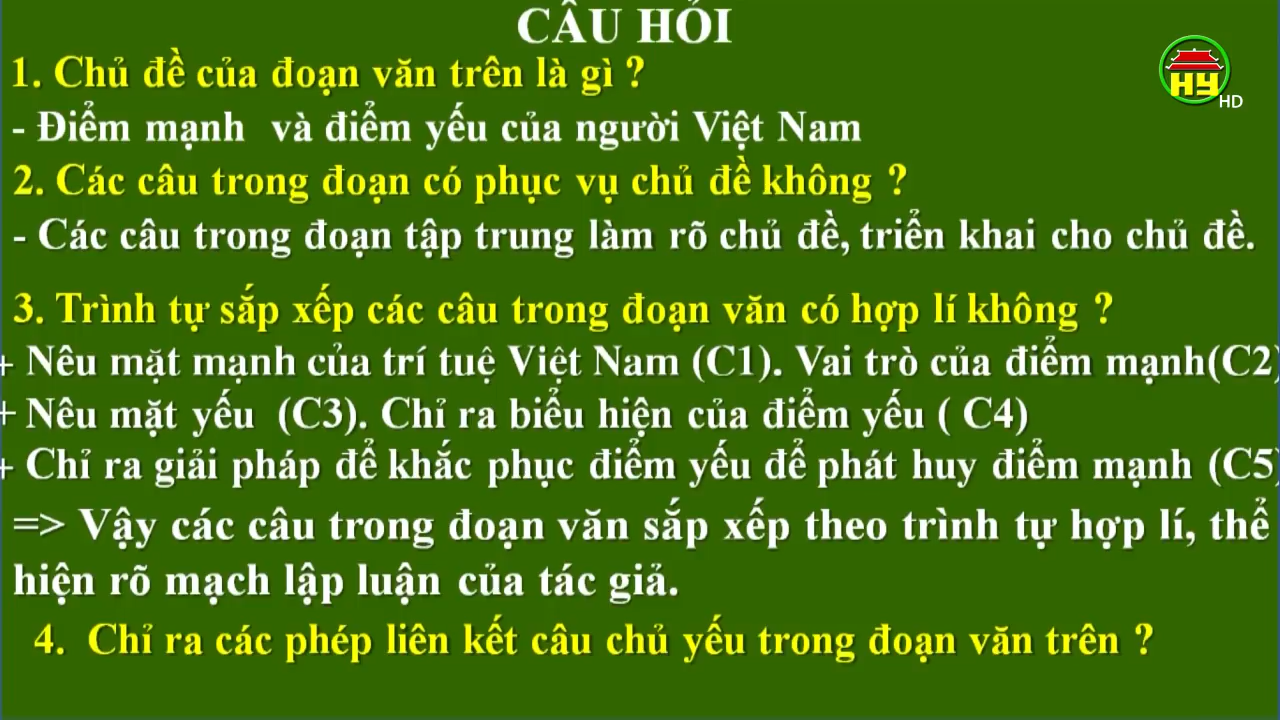 CÂU HỎI
1. Chủ đề của đoạn văn trên là gì ?
- Điểm mạnh và điểm yếu của người Việt Nam
2. Các câu trong đoạn có phục vụ chủ đề không ?
- Các câu trong đoạn tập trung làm rõ chủ đề, triển khai cho chủ đề.
3. Trình tự sắp xếp các câu trong đoạn văn có hợp lí không ?
+ Nêu mặt mạnh của trí tuệ Việt Nam (C1). Vai trò của điểm mạnh(C2)
+ Nêu mặt yếu (C3). Chỉ ra biểu hiện của điểm yếu ( C4)
+ Chỉ ra giải pháp để khắc phục điểm yếu để phát huy điểm mạnh (C5)
=> Vậy các câu trong đoạn văn sắp xếp theo trình tự hợp lí, thể
hiện rõ mạch lập luận của tác giả.
4. Chỉ ra các phép liên kết câu chủ yếu trong đoạn văn trên ?
HY
HD